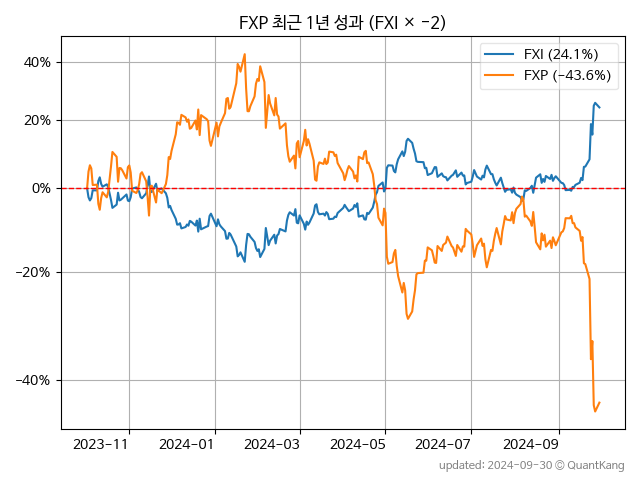 FXP 최근 1년 성과 (FXI × −2)
FXI (24.1%)
FXP (−43.6%)
40%
20%
0%
−20%
−40%
2023-11
2024-01
2024-03
2024-05
2024-07
2024-09
updated: 2024-09-30 © QuantKang